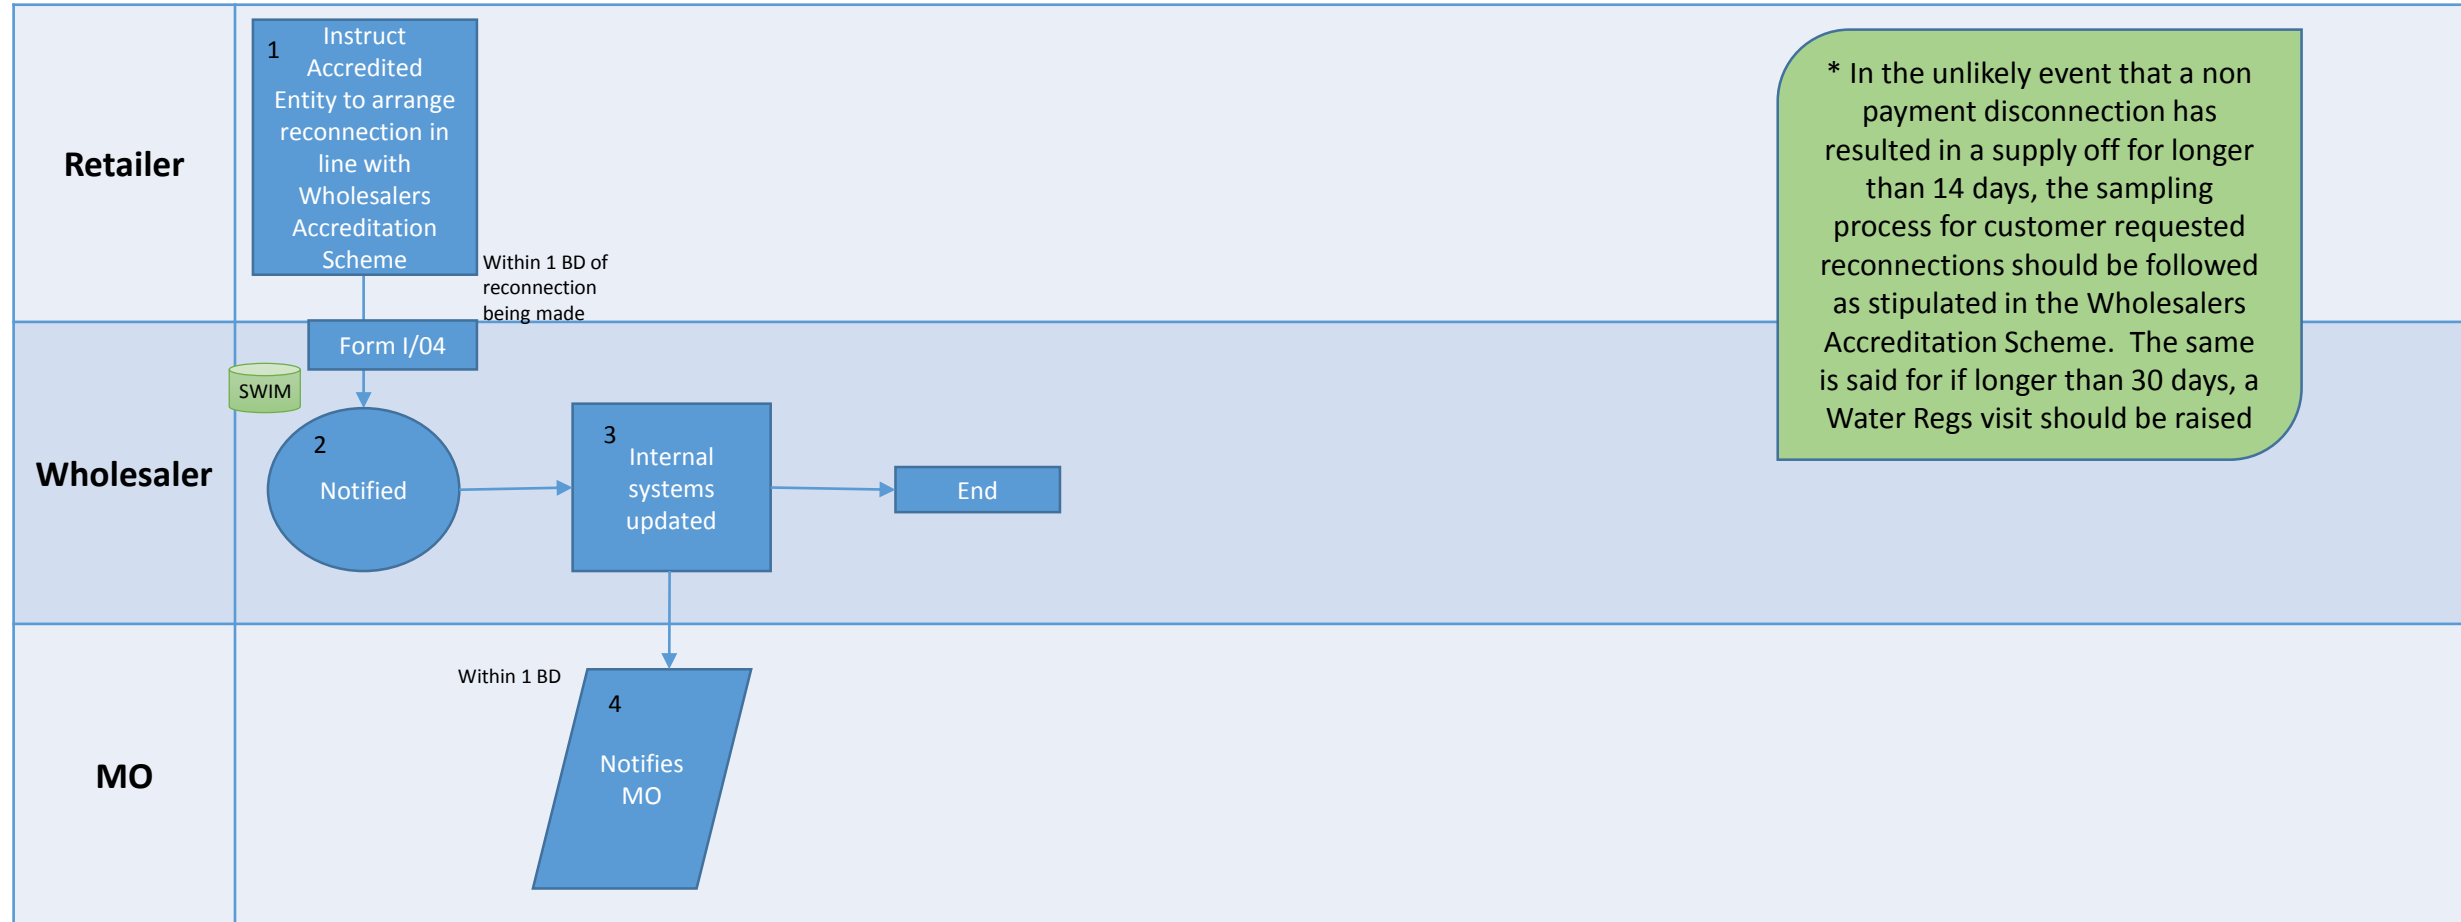 Retailer
1
Instruct
Accredited
Entity to arrange
reconnection in
line with
Wholesalers
Accreditation
Scheme
Within 1 BD of
reconnection
being made
* In the unlikely event that a non
payment disconnection has
resulted in a supply off for longer
than 14 days, the sampling
process for customer requested
reconnections should be followed
as stipulated in the Wholesalers
Accreditation Scheme.  The same
is said for if longer than 30 days, a
Water Regs visit should be raised
Wholesaler
Form I/04
SWIM
2
Notified
3
Internal
systems
updated
End
MO
Within 1 BD
4
Notifies
MO